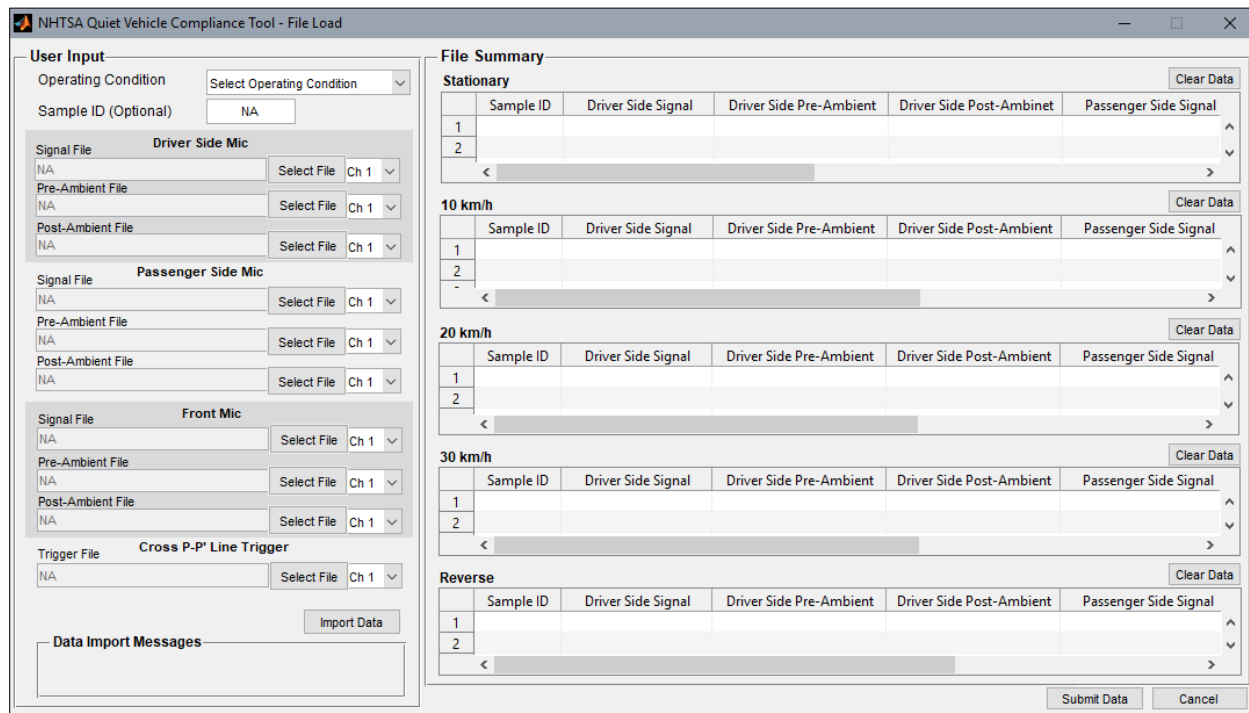 NHTSA Quiet Vehicle Compliance Tool - File Load
User Input
Operating Condition Select Operating Condition
Sample ID (Optional) NA
Driver Side Mic
Signal File
NA Select File Ch 1
Pre-Ambient File
NA Select File Ch 1
Post-Ambient File
NA Select File Ch 1
Passenger Side Mic
Signal File
NA Select File Ch 1
Pre-Ambient File
NA Select File Ch 1
Post-Ambient File
NA Select File Ch 1
Front Mic
Signal File
NA Select File Ch 1
Pre-Ambient File
NA Select File Ch 1
Post-Ambient File
NA Select File Ch 1
Cross P-P' Line Trigger
Trigger File
NA Select File Ch 1
Import Data
Data Import Messages
File Summary
Stationary Clear Data
Sample ID Driver Side Signal Driver Side Pre-Ambient Driver Side Post-Ambinet Passenger Side Signal
1
2
10 km/h Clear Data
Sample ID Driver Side Signal Driver Side Pre-Ambient Driver Side Post-Ambient Passenger Side Signal
1
2
20 km/h Clear Data
Sample ID Driver Side Signal Driver Side Pre-Ambient Driver Side Post-Ambient Passenger Side Signal
1
2
30 km/h Clear Data
Sample ID Driver Side Signal Driver Side Pre-Ambient Driver Side Post-Ambient Passenger Side Signal
1
2
Reverse Clear Data
Sample ID Driver Side Signal Driver Side Pre-Ambient Driver Side Post-Ambient Passenger Side Signal
1
2
Submit Data Cancel